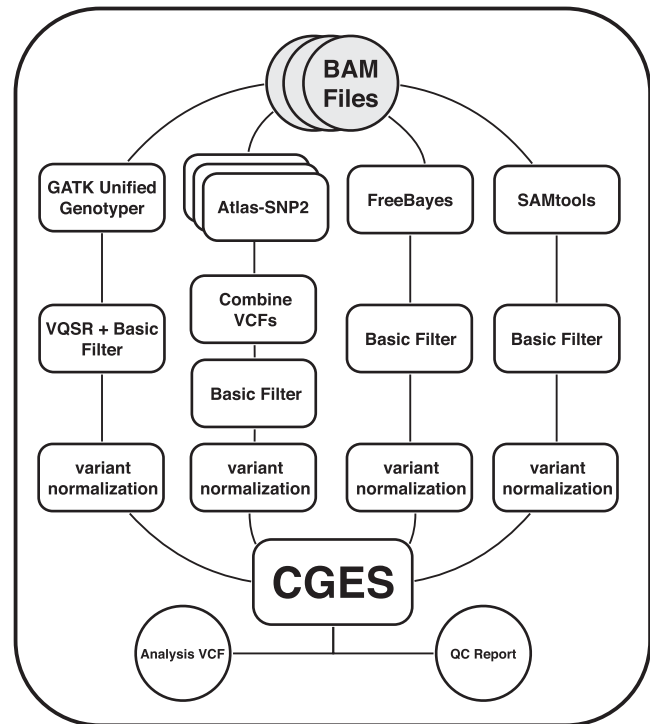 BAM
Files
GATK Unified
Genotyper
Atlas-SNP2
FreeBayes
SAMtools
Combine
VCFs
VQSR + Basic
Filter
Basic Filter
Basic Filter
Basic Filter
variant
normalization
variant
normalization
variant
normalization
variant
normalization
CGES
Analysis VCF
QC Report